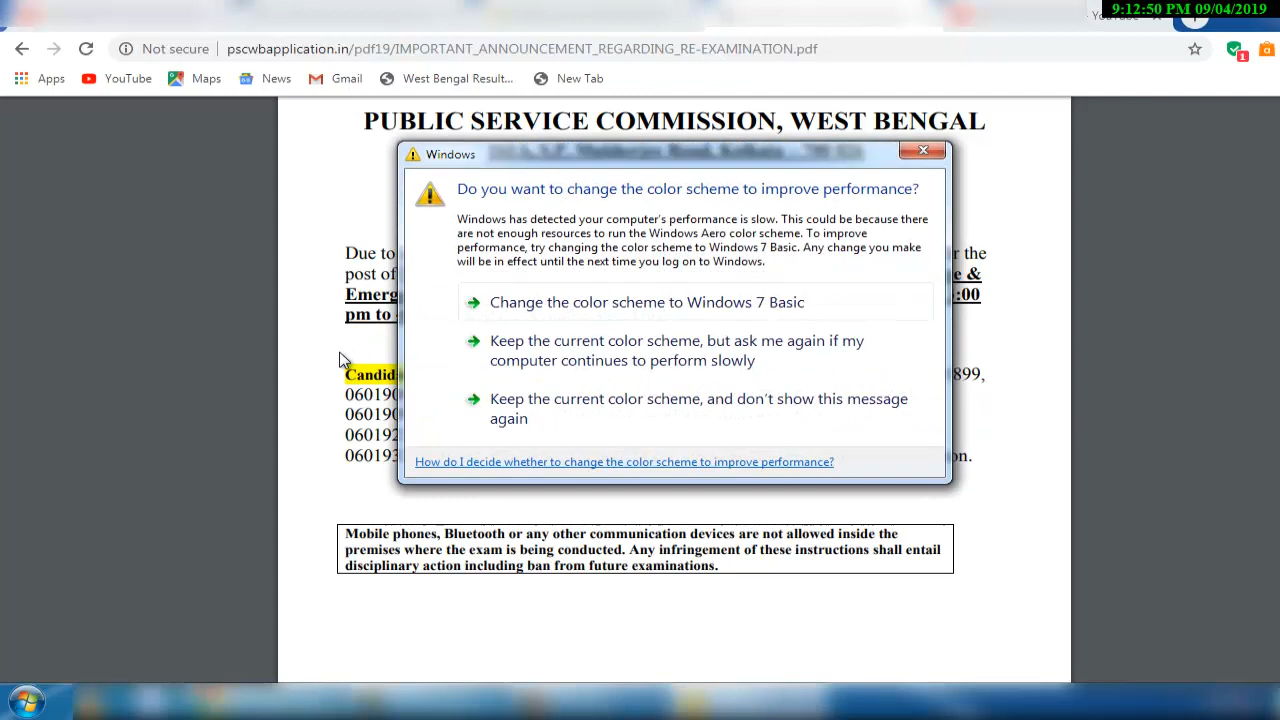 9:12:50 PM 09/04/2019
YouTube
Not secure pscwbapplication.in/pdf19/IMPORTANT_ANNOUNCEMENT_REGARDING_RE-EXAMINATION.pdf
1
Apps YouTube Maps News Gmail West Bengal Result... New Tab
PUBLIC SERVICE COMMISSION, WEST BENGAL
Windows
Do you want to change the color scheme to improve performance?
Windows has detected your computer's performance is slow. This could be because there
are not enough resources to run the Windows Aero color scheme. To improve
performance, try changing the color scheme to Windows 7 Basic. Any change you make
will be in effect until the next time you log on to Windows.
Change the color scheme to Windows 7 Basic
Keep the current color scheme, but ask me again if my
computer continues to perform slowly
Keep the current color scheme, and don't show this message
again
How do I decide whether to change the color scheme to improve performance?
Due to the
post of &
Emerg :00
pm to
Candid 899,
06019
06019
06019
06019
Mobile phones, Bluetooth or any other communication devices are not allowed inside the
premises where the exam is being conducted. Any infringement of these instructions shall entail
disciplinary action including ban from future examinations.